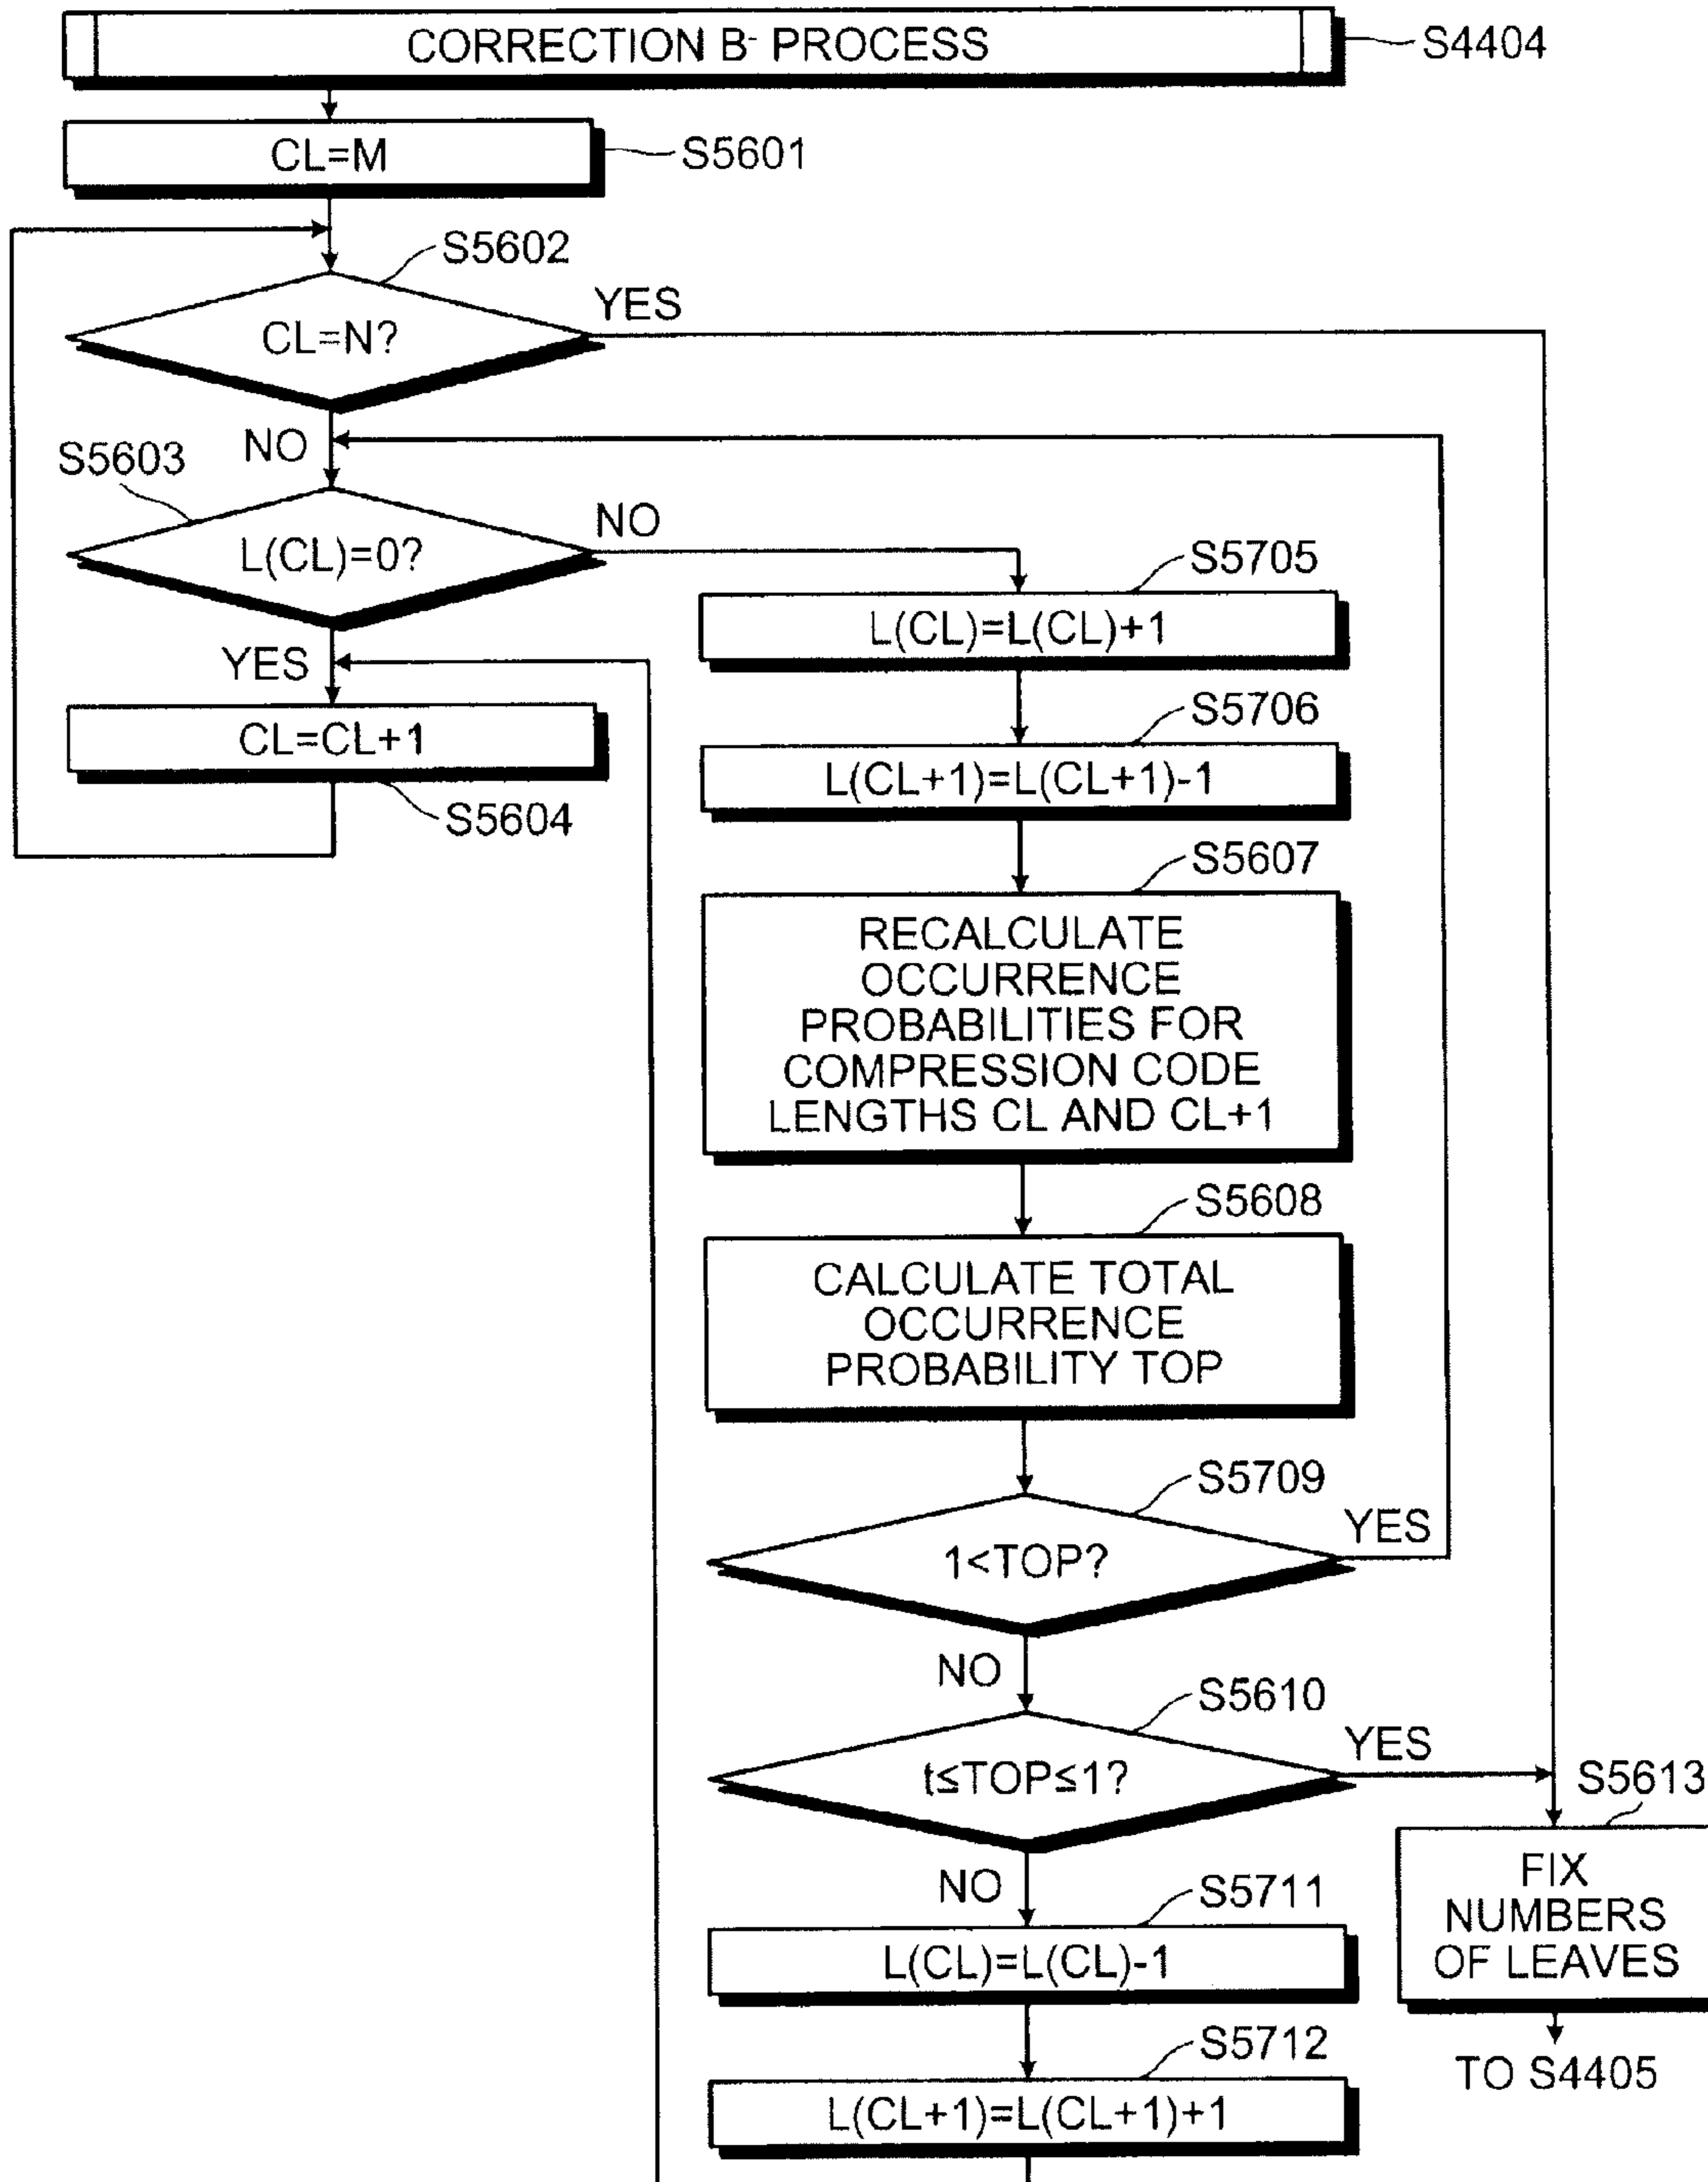 CORRECTION B- PROCESS
S4404
CL=M
S5601
S5602
CL=N?
YES
NO
S5603
L(CL)=0?
NO
YES
CL=CL+1
S5604
S5705
L(CL)=L(CL)+1
S5706
L(CL+1)=L(CL+1)-1
S5607
RECALCULATE
OCCURRENCE
PROBABILITIES FOR
COMPRESSION CODE
LENGTHS CL AND CL+1
S5608
CALCULATE TOTAL
OCCURRENCE
PROBABILITY TOP
S5709
1<TOP?
YES
NO
S5610
t≤TOP≤1?
YES
NO
S5711
L(CL)=L(CL)-1
S5712
L(CL+1)=L(CL+1)+1
S5613
FIX
NUMBERS
OF LEAVES
TO S4405